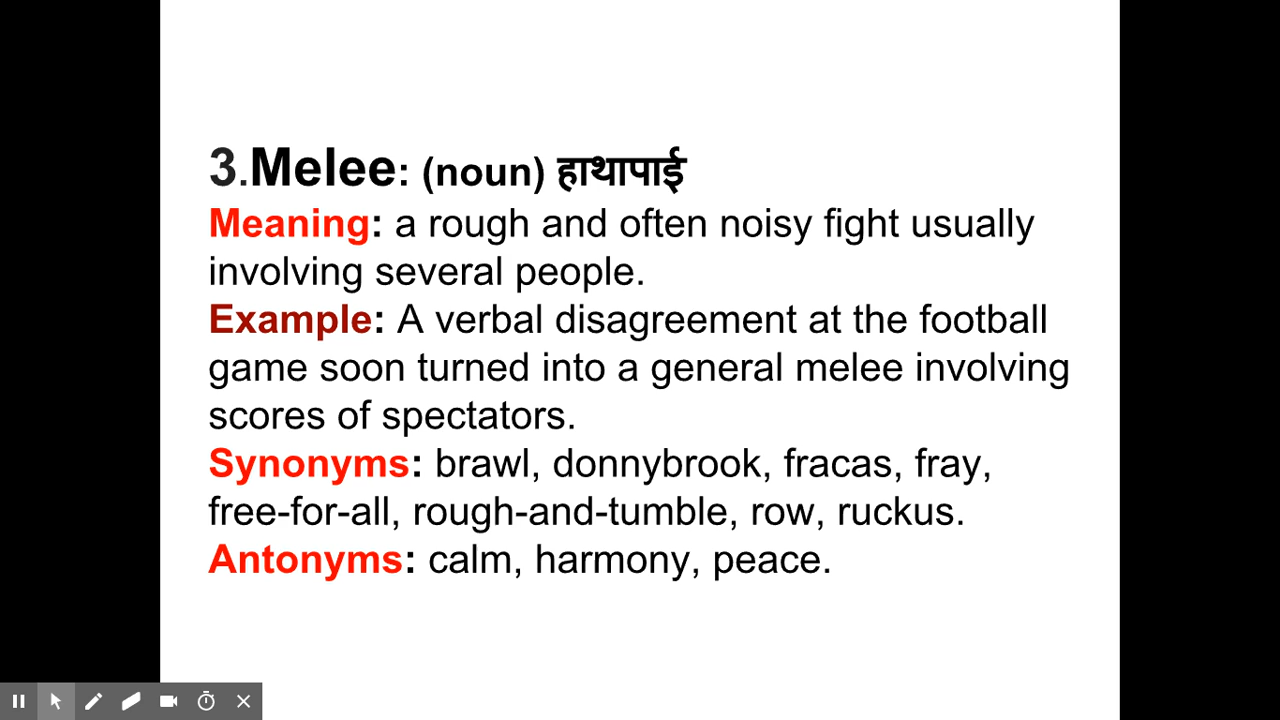 3.Melee: (noun) हाथापाई
Meaning: a rough and often noisy fight usually
involving several people.
Example: A verbal disagreement at the football
game soon turned into a general melee involving
scores of spectators.
Synonyms: brawl, donnybrook, fracas, fray,
free-for-all, rough-and-tumble, row, ruckus.
Antonyms: calm, harmony, peace.